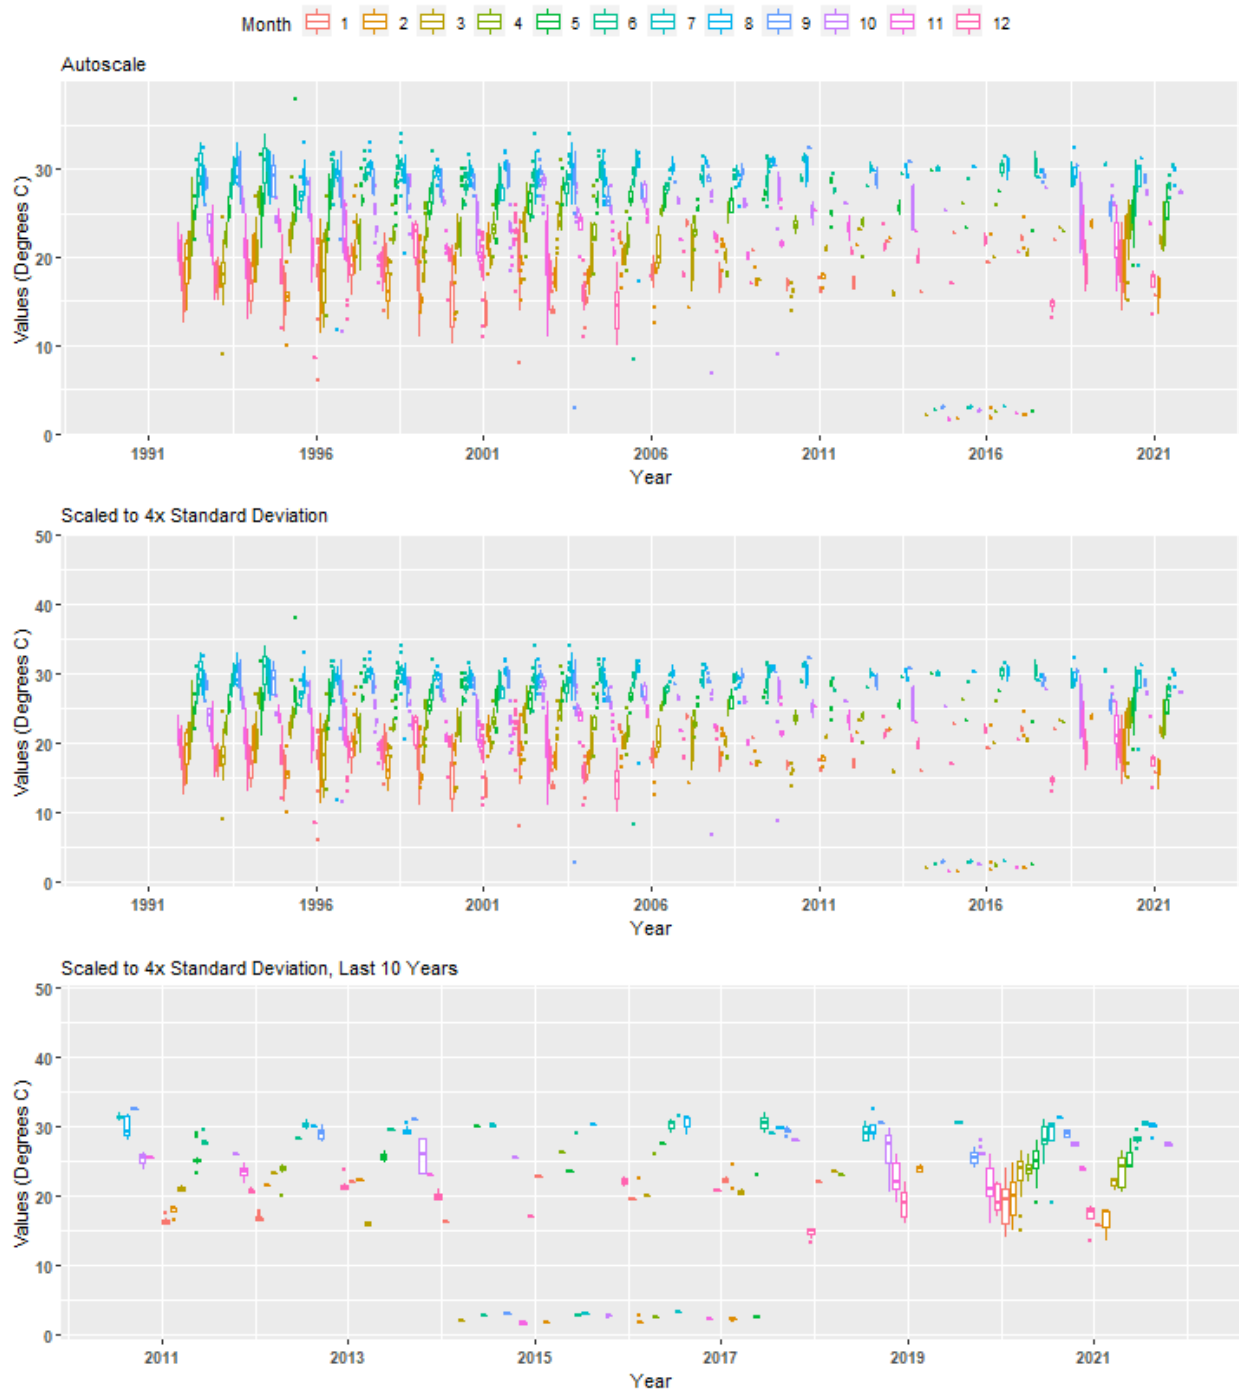 Month 1 2 3 4 5 6 7 8 9 10 11 12
Autoscale
Values (Degrees C)
30
20
10
0
1991 1996 2001 2006 2011 2016 2021
Year
Scaled to 4x Standard Deviation
Values (Degrees C)
50
40
30
20
10
0
1991 1996 2001 2006 2011 2016 2021
Year
Scaled to 4x Standard Deviation, Last 10 Years
Values (Degrees C)
50
40
30
20
10
0
2011 2013 2015 2017 2019 2021
Year